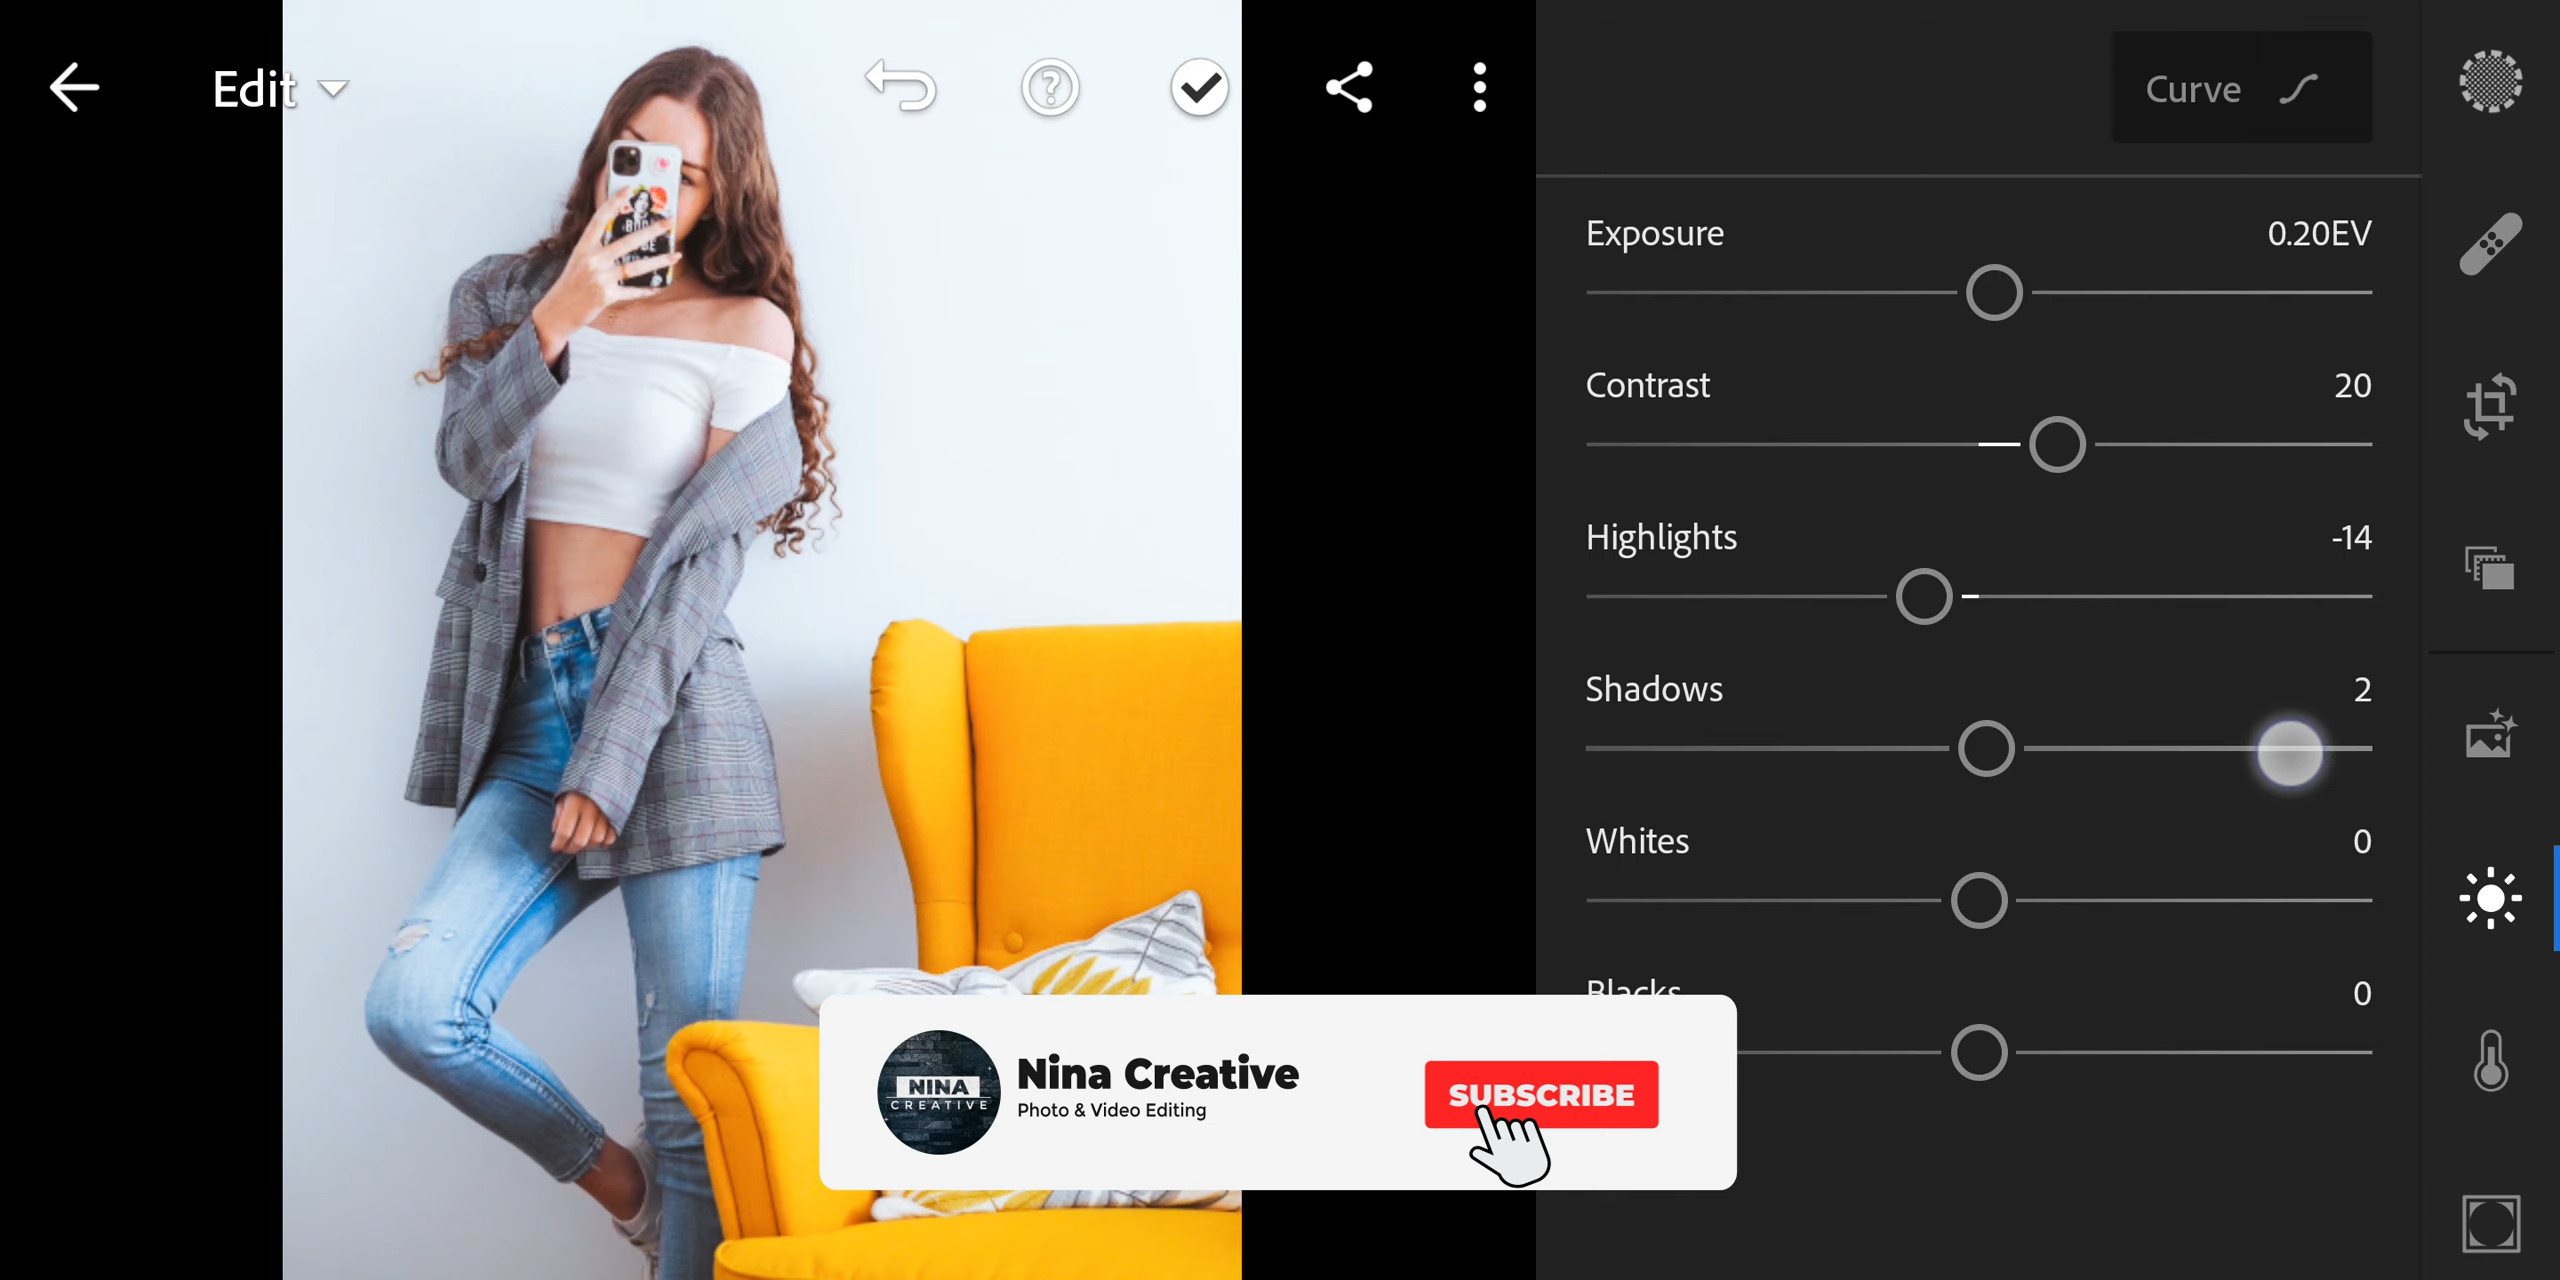 Edit
Curve
Exposure 0.20EV
Contrast 20
Highlights -14
Shadows 2
Whites 0
Blacks 0
NINA
CREATIVE
Nina Creative
Photo & Video Editing
SUBSCRIBE